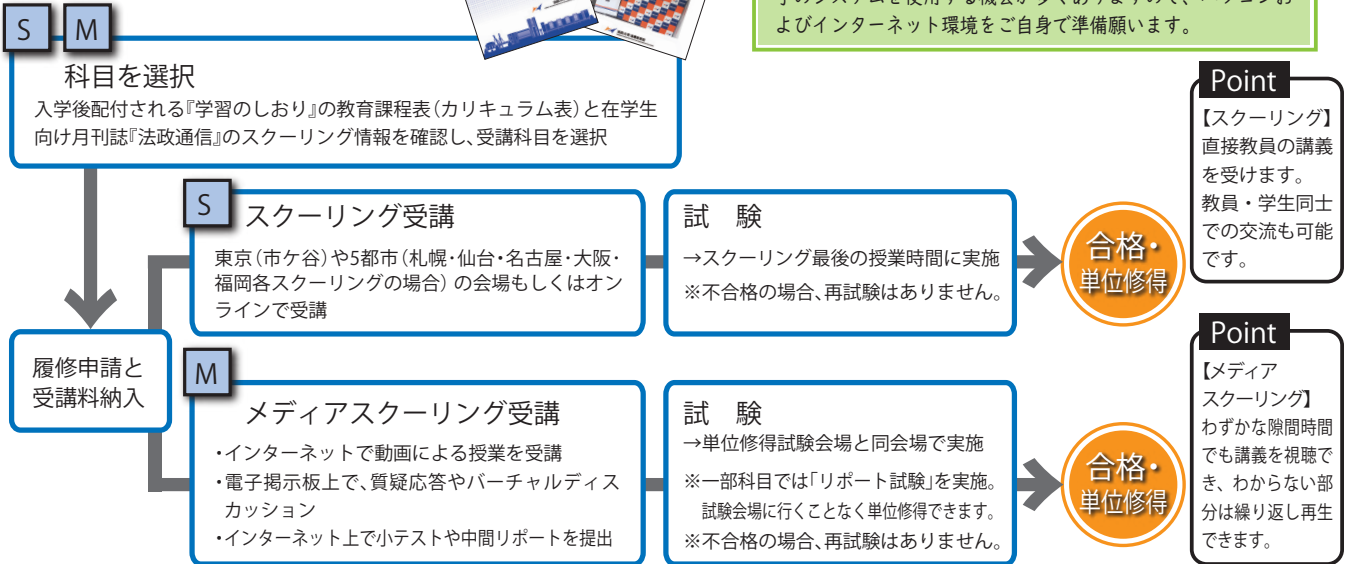 よびインターネット環境をご自身で準備願います。
S M
科目を選択
入学後配付される『学習のしおり』の教育課程表（カリキュラム表）と在学生
向け月刊誌『法政通信』のスクーリング情報を確認し、受講科目を選択
履修申請と
受講料納入
S
スクーリング受講
東京（市ケ谷）や5都市（札幌・仙台・名古屋・大阪・
福岡各スクーリングの場合）の会場もしくはオン
ラインで受講
試　験
→スクーリング最後の授業時間に実施
※不合格の場合、再試験はありません。
合格・
単位修得
Point
【スクーリング】
直接教員の講義
を受けます。
教員・学生同士
での交流も可能
です。
M
メディアスクーリング受講
・インターネットで動画による授業を受講
・電子掲示板上で、質疑応答やバーチャルディス
カッション
・インターネット上で小テストや中間リポートを提出
試　験
→単位修得試験会場と同会場で実施
※一部科目では「リポート試験」を実施。
試験会場に行くことなく単位修得できます。
※不合格の場合、再試験はありません。
合格・
単位修得
Point
【メディア
スクーリング】
わずかな隙間時間
でも講義を視聴で
き、わからない部
分は繰り返し再生
できます。